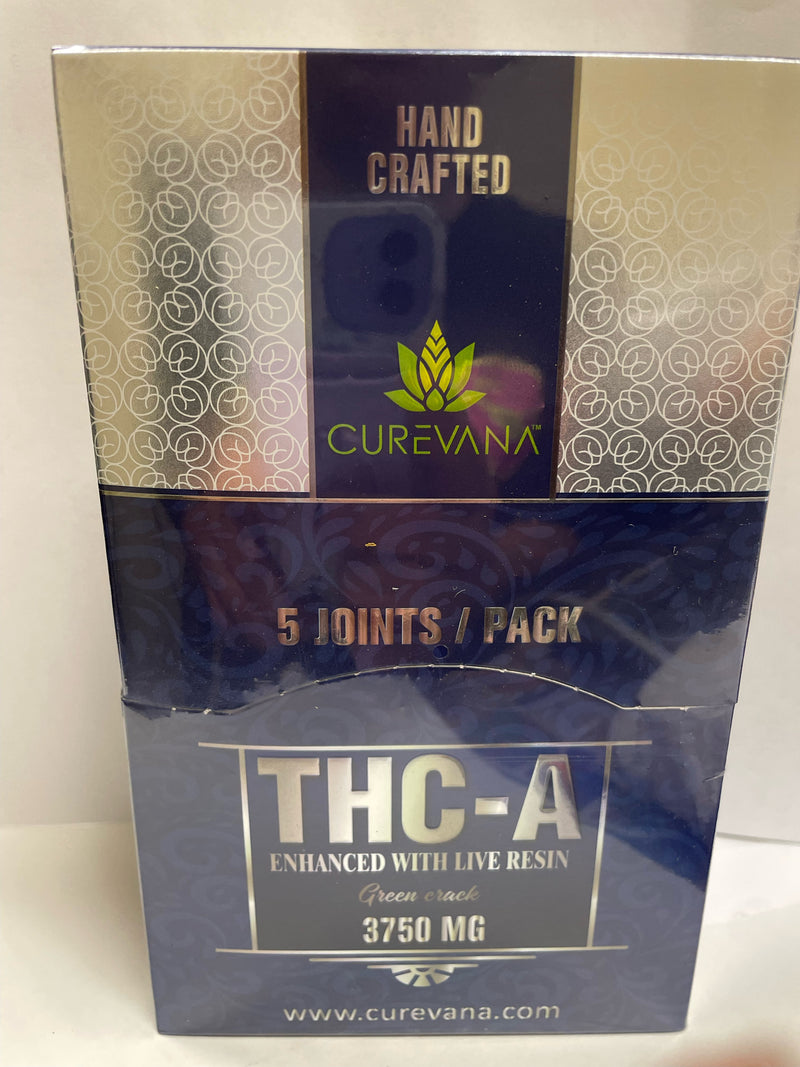 HAND
CRAFTED
CUREVANA™
5 JOINTS / PACK
THC-A
ENHANCED WITH LIVE RESIN
Green crack
3750 MG
www.curevana.com